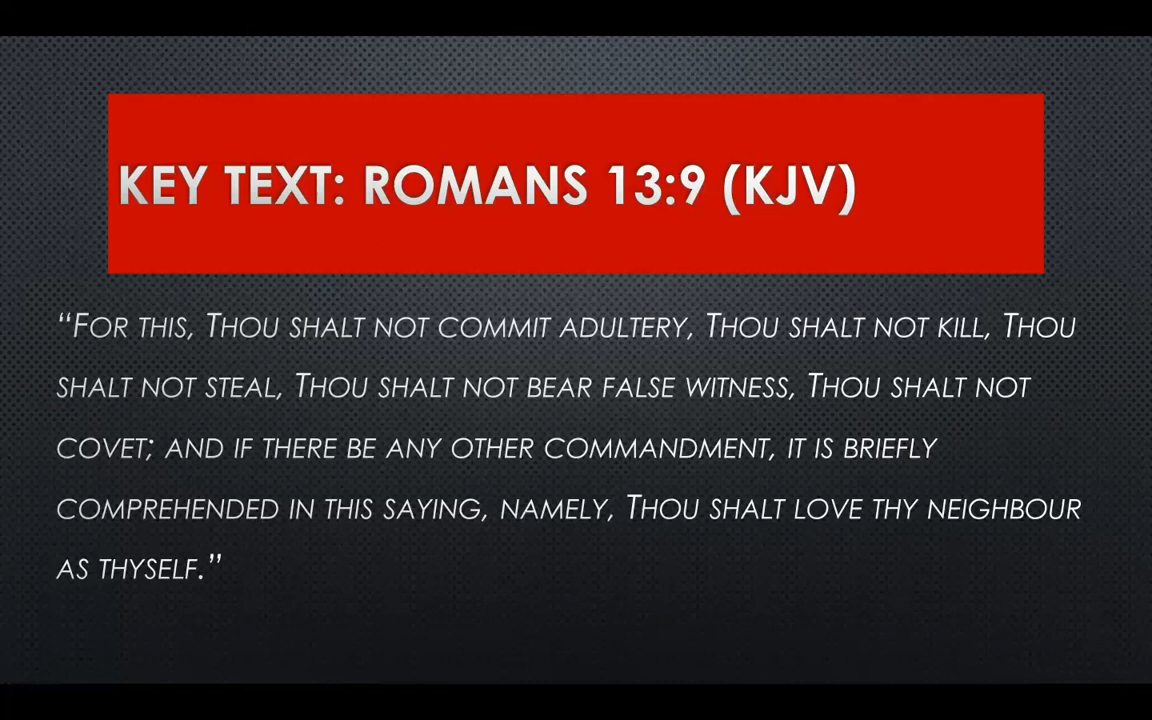 KEY TEXT: ROMANS 13:9 (KJV)
“FOR THIS, THOU SHALT NOT COMMIT ADULTERY, THOU SHALT NOT KILL, THOU
SHALT NOT STEAL, THOU SHALT NOT BEAR FALSE WITNESS, THOU SHALT NOT
COVET; AND IF THERE BE ANY OTHER COMMANDMENT, IT IS BRIEFLY
COMPREHENDED IN THIS SAYING, NAMELY, THOU SHALT LOVE THY NEIGHBOUR
AS THYSELF.”